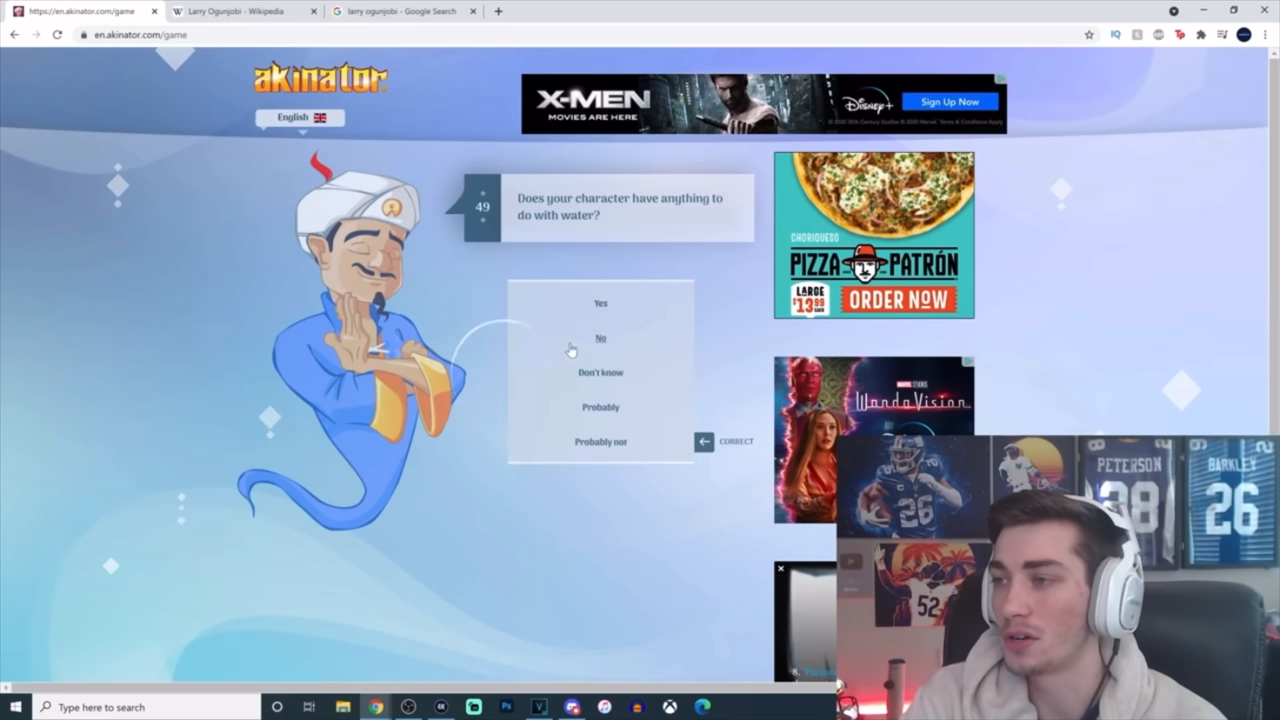 https://en.akinator.com/game
Larry Ogunjobi - Wikipedia
larry ogunjobi - Google Search
en.akinator.com/game
akinator
English
X-MEN
MOVIES ARE HERE
Disney+
Sign Up Now
49
Does your character have anything to
do with water?
Yes
No
Don't know
Probably
Probably not
CORRECT
CHORIQUESO
PIZZA PATRÓN
LARGE
$13.99
EACH
ORDER NOW
MARVEL STUDIOS
WandaVision
26
PETERSON
28
BARKLEY
26
52
Type here to search